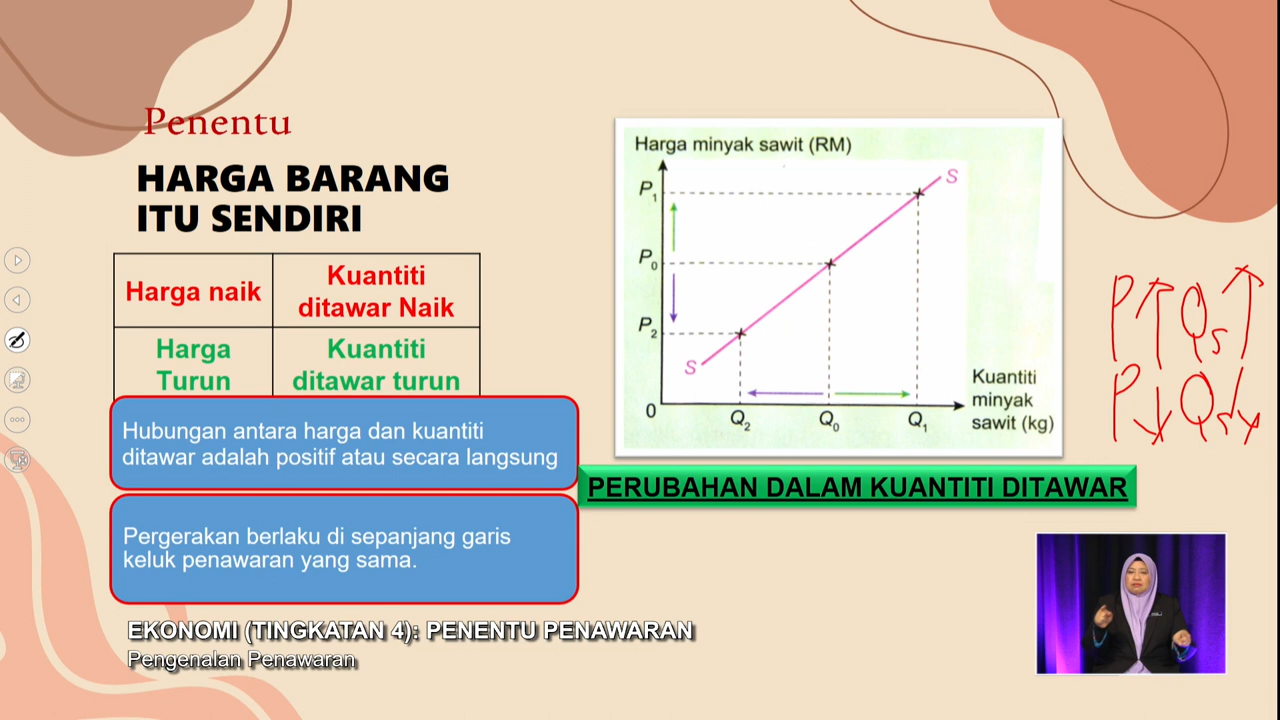 Penentu
HARGA BARANG
ITU SENDIRI
Harga naik
Kuantiti
ditawar Naik
Harga
Turun
Kuantiti
ditawar turun
Hubungan antara harga dan kuantiti
ditawar adalah positif atau secara langsung
Pergerakan berlaku di sepanjang garis
keluk penawaran yang sama.
Harga minyak sawit (RM)
P1
P0
P2
S
S
0
Q2
Q0
Q1
Kuantiti
minyak
sawit (kg)
PERUBAHAN DALAM KUANTITI DITAWAR
P↑Qs↑
P↓Qs↓
EKONOMI (TINGKATAN 4): PENENTU PENAWARAN
Pengenalan Penawaran